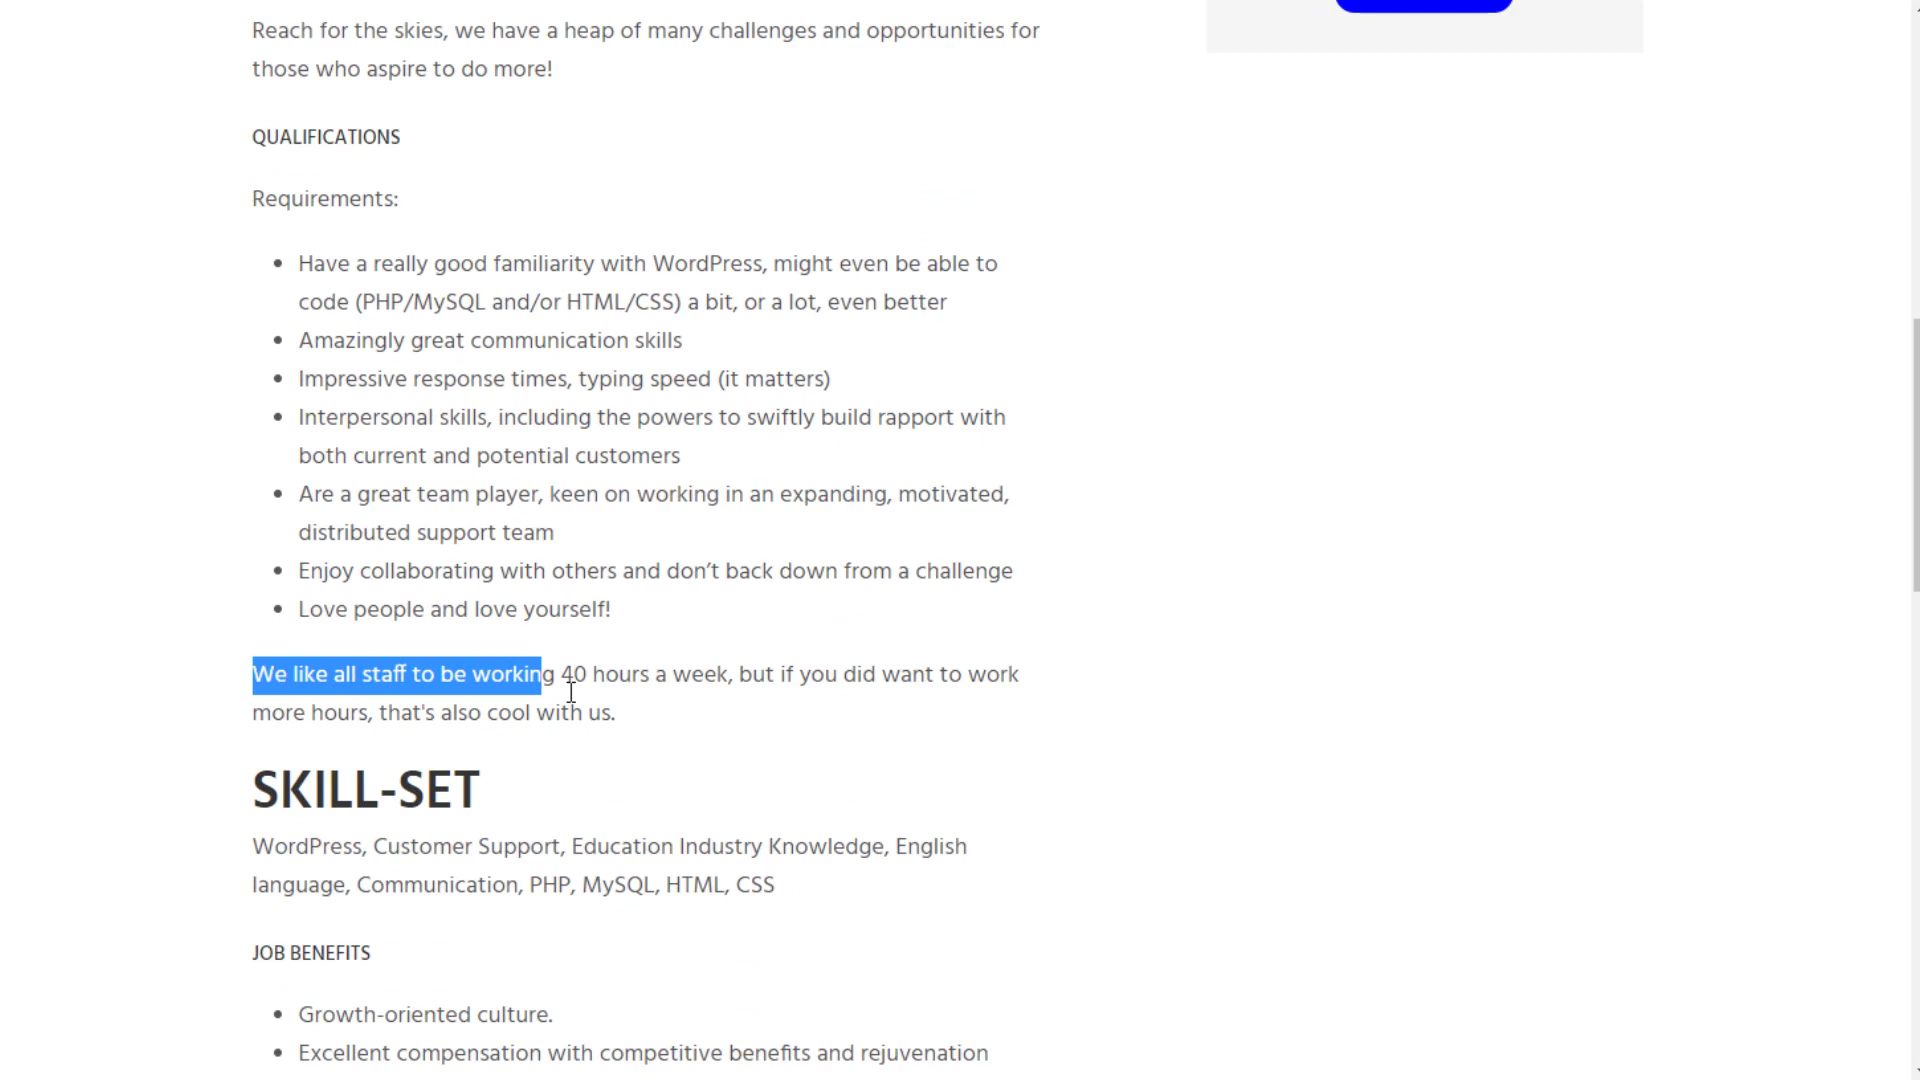 Reach for the skies, we have a heap of many challenges and opportunities for
those who aspire to do more!
QUALIFICATIONS
Requirements:
Have a really good familiarity with WordPress, might even be able to
code (PHP/MySQL and/or HTML/CSS) a bit, or a lot, even better
Amazingly great communication skills
Impressive response times, typing speed (it matters)
Interpersonal skills, including the powers to swiftly build rapport with
both current and potential customers
Are a great team player, keen on working in an expanding, motivated,
distributed support team
Enjoy collaborating with others and don’t back down from a challenge
Love people and love yourself!
We like all staff to be working 40 hours a week, but if you did want to work
more hours, that's also cool with us.
SKILL-SET
WordPress, Customer Support, Education Industry Knowledge, English
language, Communication, PHP, MySQL, HTML, CSS
JOB BENEFITS
Growth-oriented culture.
Excellent compensation with competitive benefits and rejuvenation